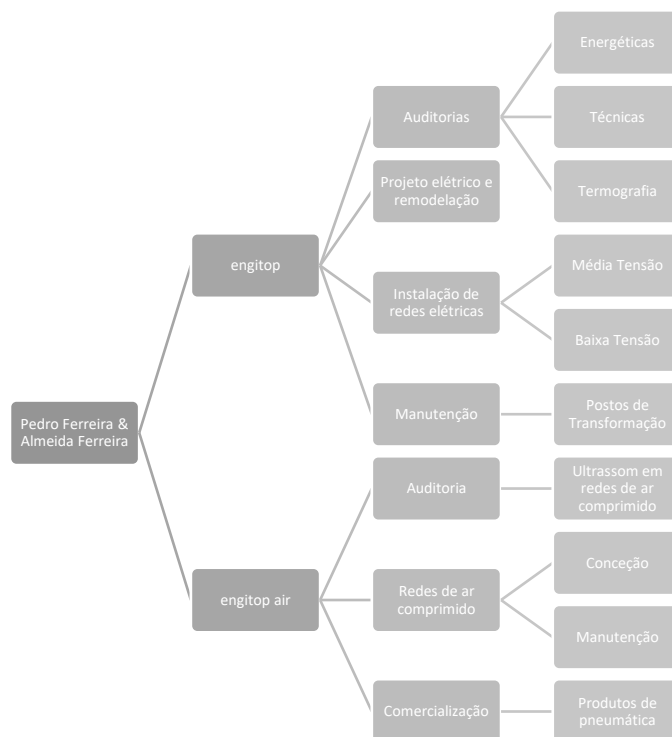 Pedro Ferreira &
Almeida Ferreira
engitop
Auditorias
Energéticas
Técnicas
Termografia
Projeto elétrico e
remodelação
Instalação de
redes elétricas
Média Tensão
Baixa Tensão
Manutenção
Postos de
Transformação
engitop air
Auditoria
Ultrassom em
redes de ar
comprimido
Redes de ar
comprimido
Conceção
Manutenção
Comercialização
Produtos de
pneumática